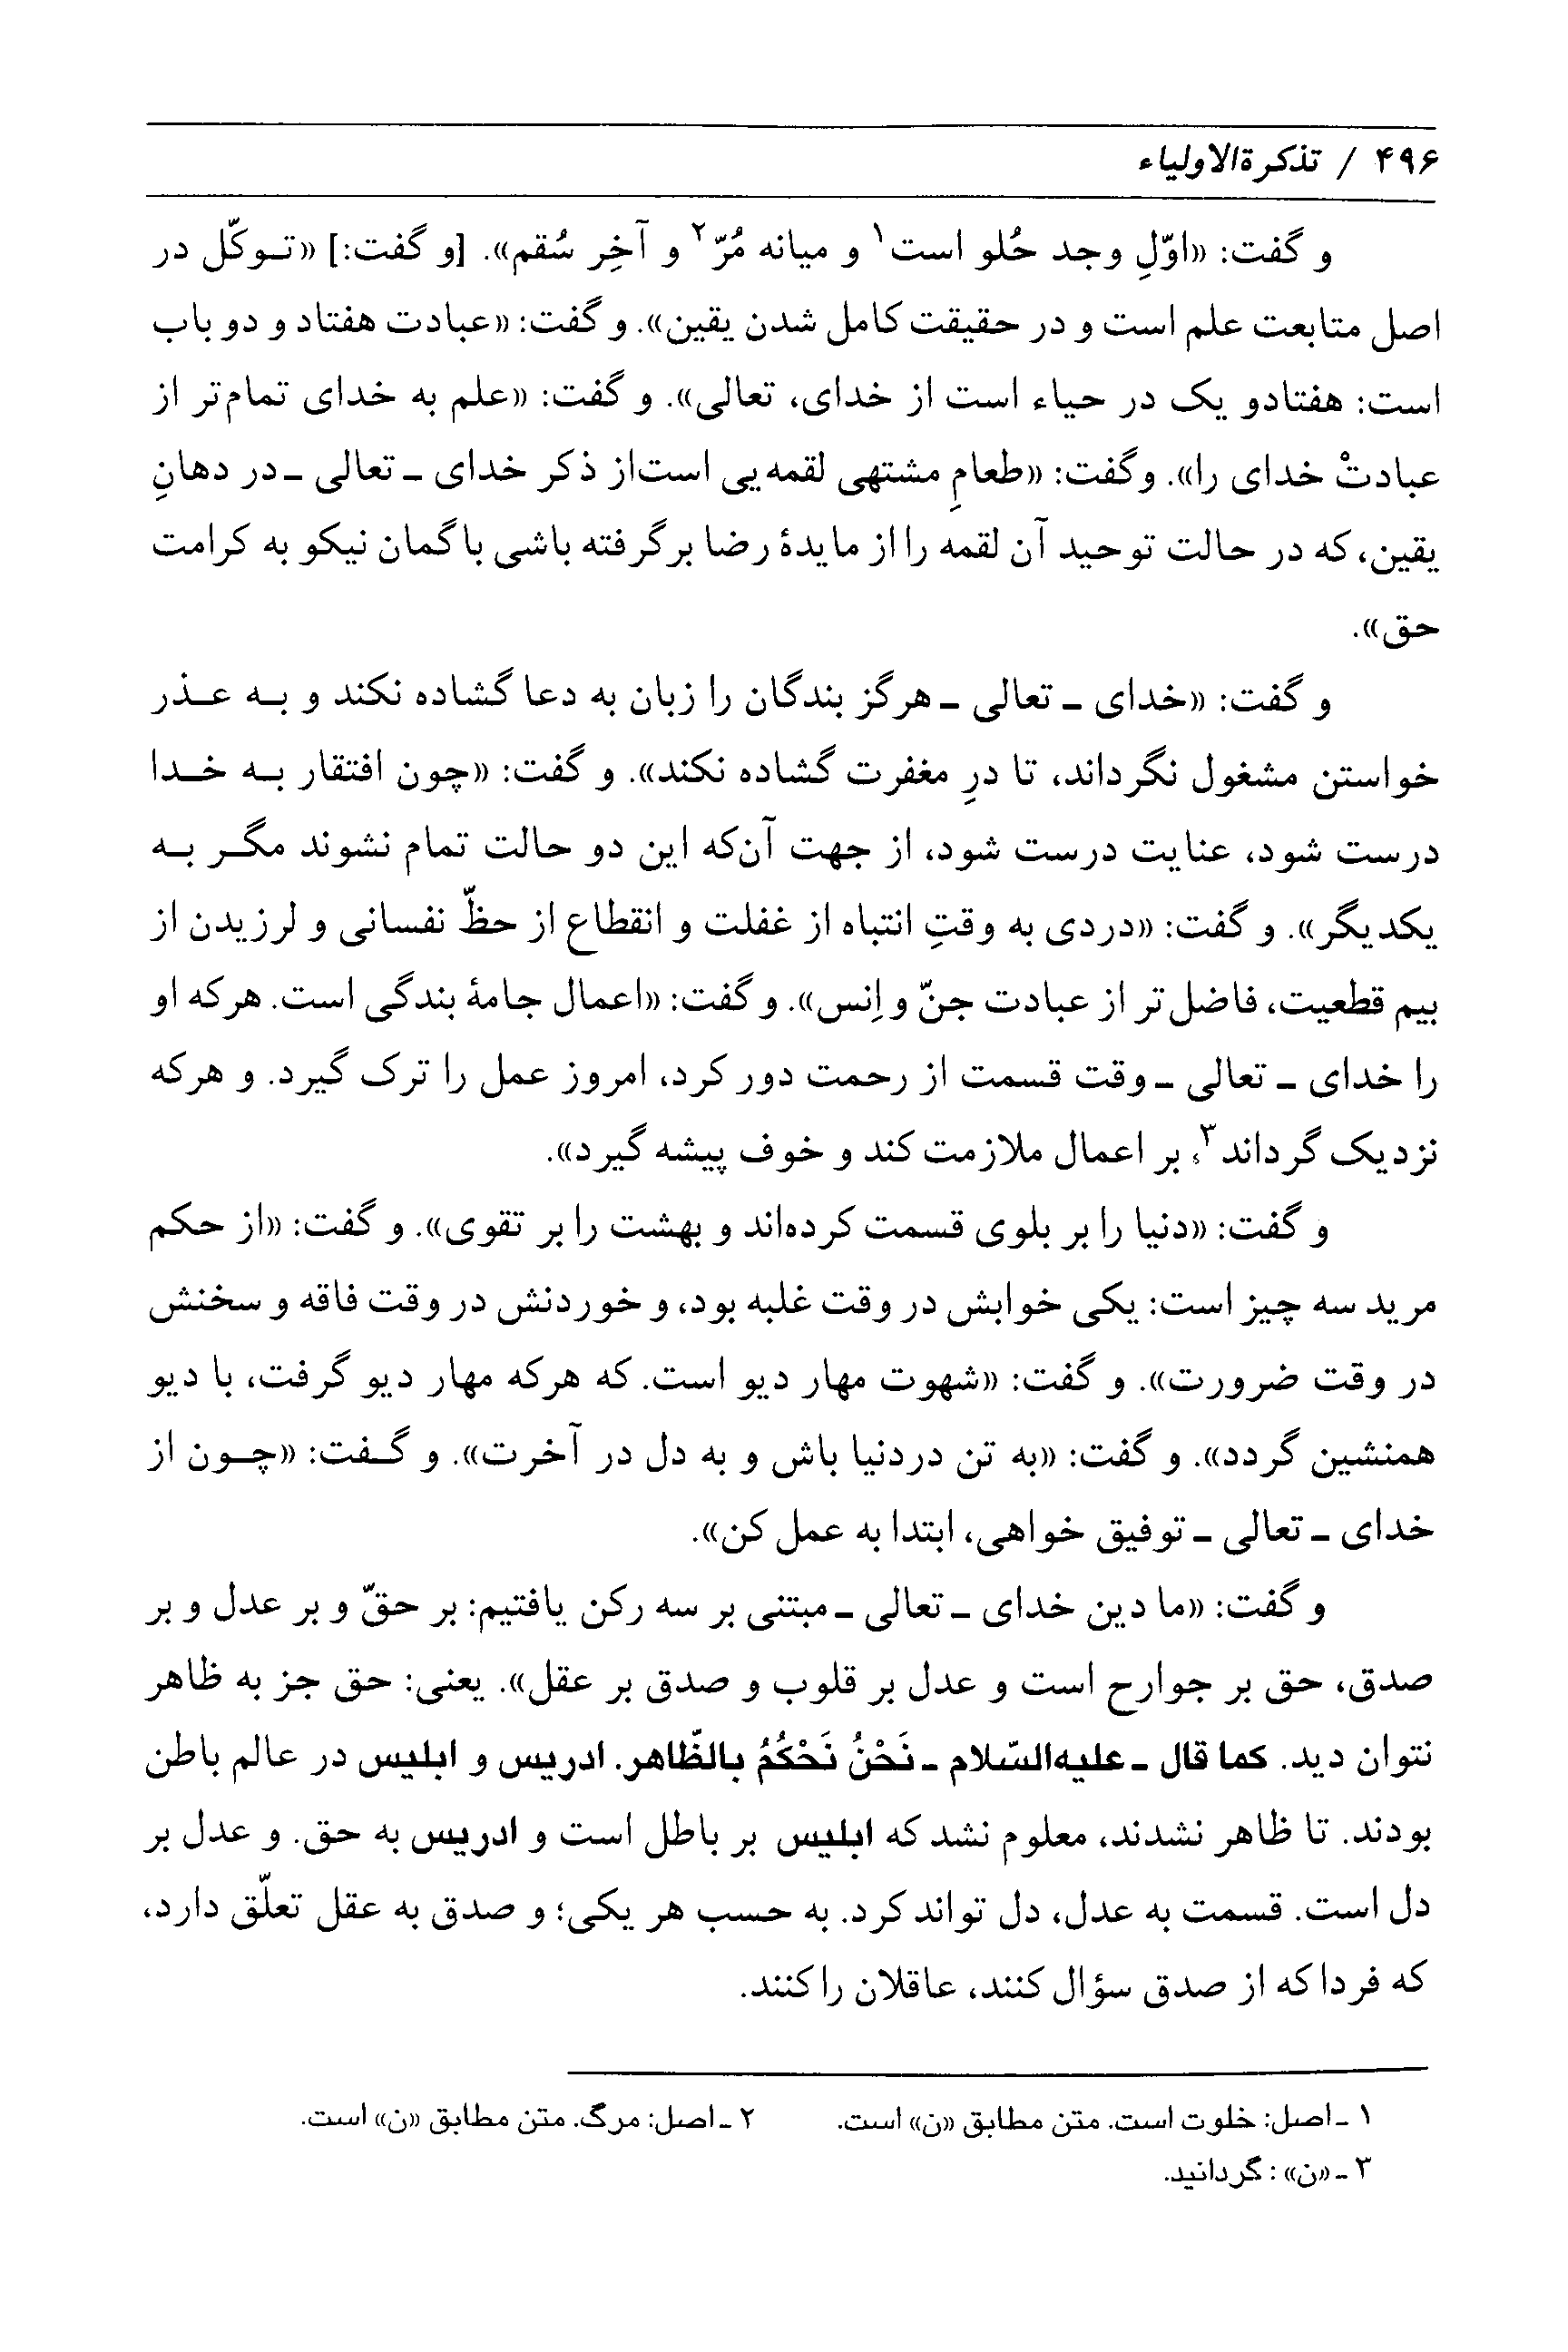 ۴۹۶ / تذکرةالاولیاء
و گفت: «اوّلِ وجد حُلو است۱ و میانه مُرّ۲ و آخِر سُقم». [و گفت:] «تـوکّل در
اصل متابعت علم است و در حقیقت کامل شدن یقین». و گفت: «عبادت هفتاد و دو باب
است: هفتادو یک در حیاء است از خدای، تعالی». و گفت: «علم به خدای تمام‌تر از
عبادتْ خدای را». وگفت: «طعامِ مشتهی لقمه‌یی است‌از ذکر خدای ـ تعالی ـ در دهانِ
یقین، که در حالت توحید آن لقمه را از مایدهٔ رضا برگرفته باشی با گمان نیکو به کرامت
حق».
و گفت: «خدای ـ تعالی ـ هرگز بندگان را زبان به دعا گشاده نکند و بـه عـذر
خواستن مشغول نگرداند، تا درِ مغفرت گشاده نکند». و گفت: «چون افتقار بـه خـدا
درست شود، عنایت درست شود، از جهت آن‌که این دو حالت تمام نشوند مگـر بـه
یکدیگر». و گفت: «دردی به وقتِ انتباه از غفلت و انقطاع از حظّ نفسانی و لرزیدن از
بیم قطعیت، فاضل‌تر از عبادت جنّ و اِنس». و گفت: «اعمال جامهٔ بندگی است. هرکه او
را خدای ـ تعالی ـ وقت قسمت از رحمت دور کرد، امروز عمل را ترک گیرد. و هرکه
نزدیک گرداند۳، بر اعمال ملازمت کند و خوف پیشه گیرد».
و گفت: «دنیا را بر بلوی قسمت کرده‌اند و بهشت را بر تقوی». و گفت: «از حکم
مرید سه چیز است: یکی خوابش در وقت غلبه بود، و خوردنش در وقت فاقه و سخنش
در وقت ضرورت». و گفت: «شهوت مهار دیو است. که هرکه مهار دیو گرفت، با دیو
همنشین گردد». و گفت: «به تن دردنیا باش و به دل در آخرت». و گـفت: «چـون از
خدای ـ تعالی ـ توفیق خواهی، ابتدا به عمل کن».
و گفت: «ما دین خدای ـ تعالی ـ مبتنی بر سه رکن یافتیم: بر حقّ و بر عدل و بر
صدق، حق بر جوارح است و عدل بر قلوب و صدق بر عقل». یعنی: حق جز به ظاهر
نتوان دید. کما قال ـ علیه‌السّلام ـ نَحْنُ نَحْکُمُ بالظّاهر. ادریس و ابلیس در عالم باطن
بودند. تا ظاهر نشدند، معلوم نشد که ابلیس بر باطل است و ادریس به حق. و عدل بر
دل است. قسمت به عدل، دل تواند کرد. به حسب هر یکی؛ و صدق به عقل تعلّق دارد،
که فردا که از صدق سؤال کنند، عاقلان را کنند.
۱ ـ اصل: خلوت است. متن مطابق «ن» است. ۲ ـ اصل: مرگ. متن مطابق «ن» است.
۳ ـ «ن» : گردانید.